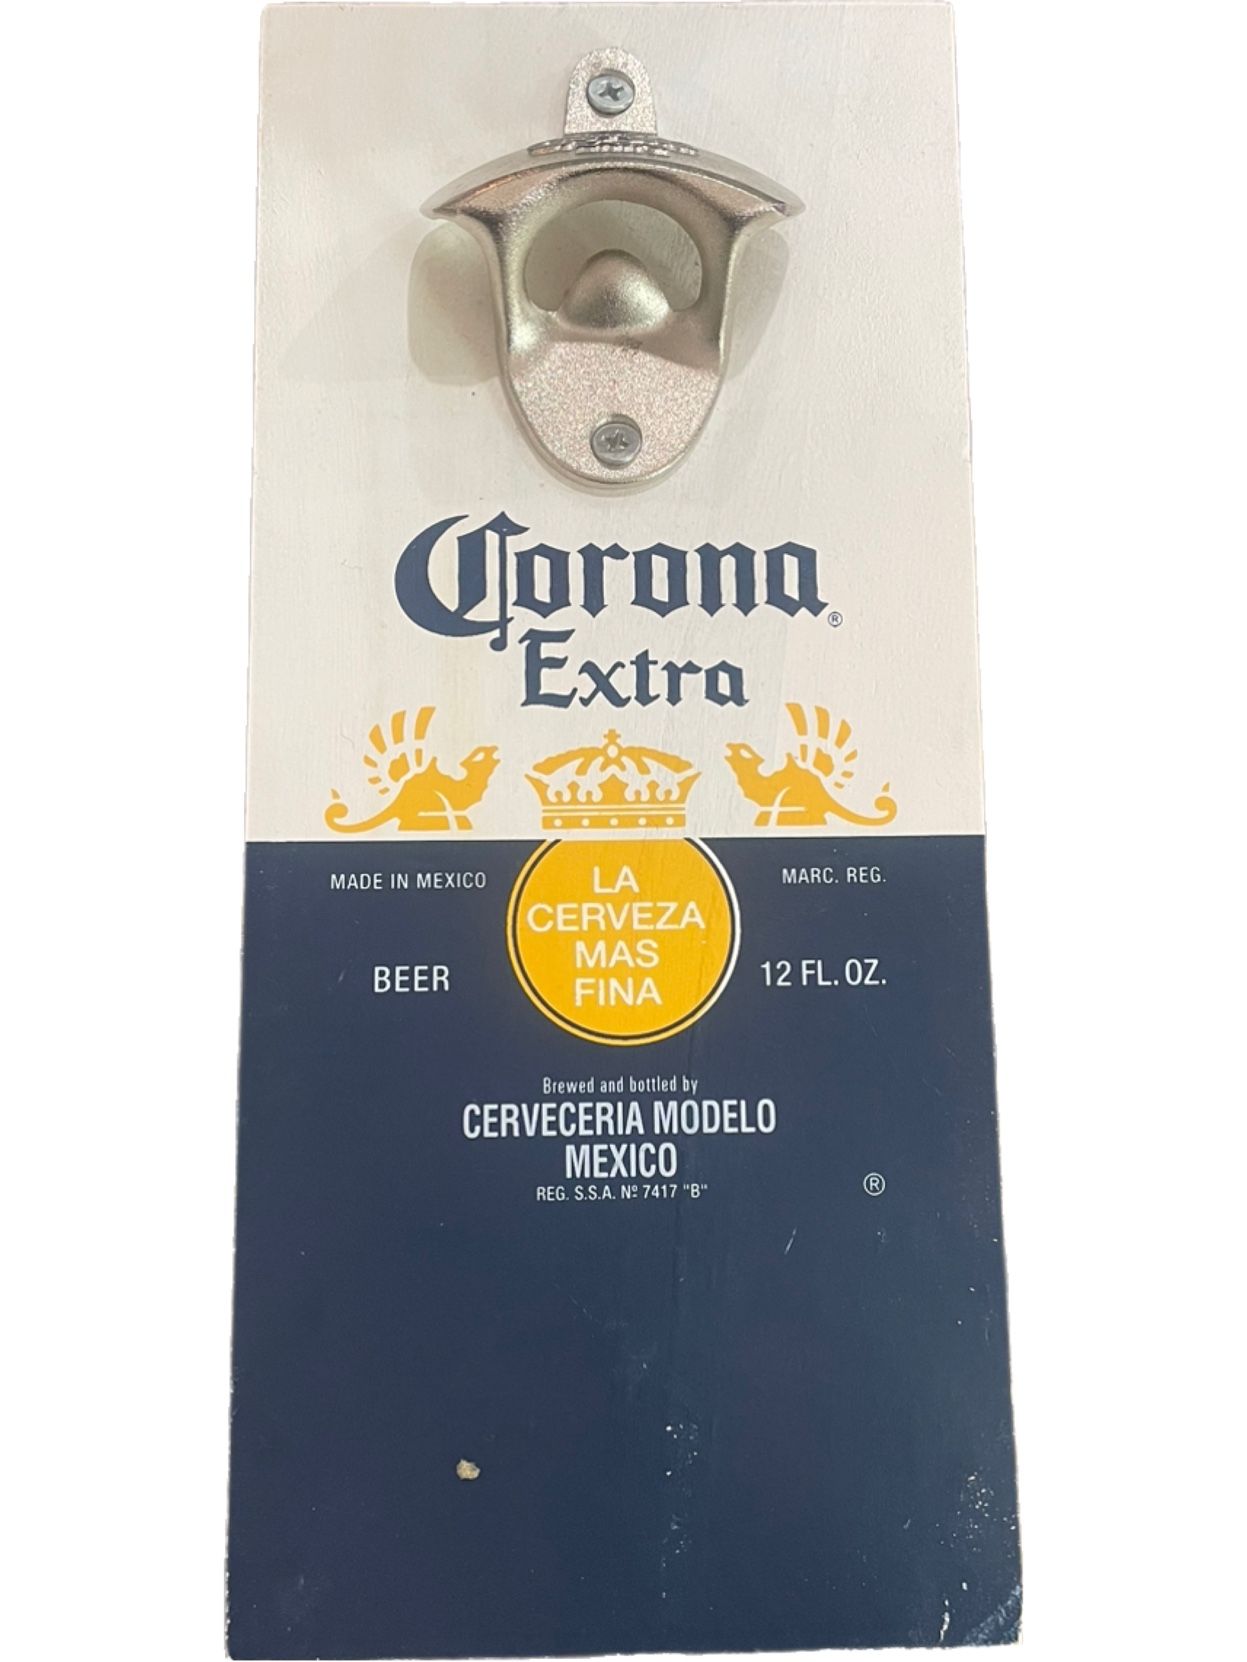 Corona®
Extra
MADE IN MEXICO
MARC. REG.
LA
CERVEZA
MAS
FINA
BEER
12 FL. OZ.
Brewed and bottled by
CERVECERIA MODELO
MEXICO
REG. S.S.A. Nº 7417 "B"
®